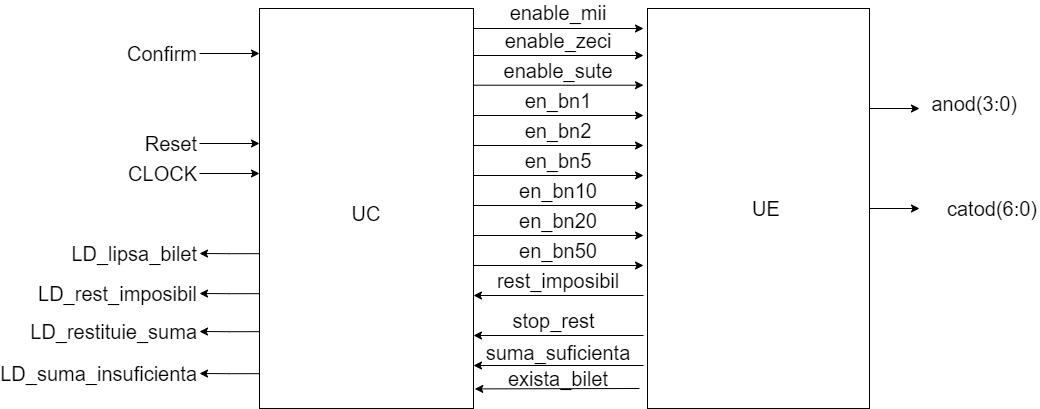 enable_mii
enable_zeci
Confirm
enable_sute
en_bn1
anod(3:0)
en_bn2
Reset
en_bn5
CLOCK
en_bn10
UC
UE
catod(6:0)
en_bn20
en_bn50
LD_lipsa_bilet
rest_imposibil
LD_rest_imposibil
stop_rest
LD_restituie_suma
suma_suficienta
LD_suma_insuficienta
exista_bilet